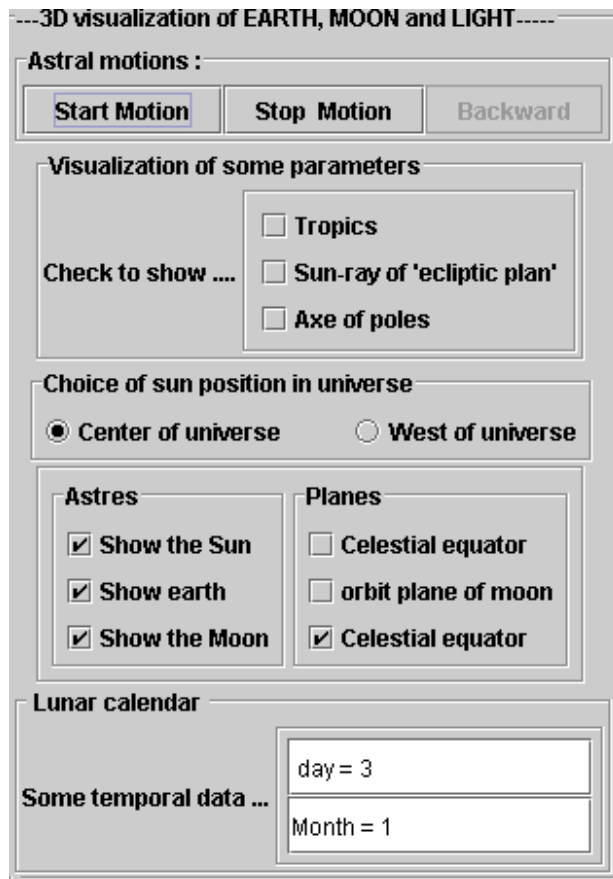 ---3D visualization of EARTH, MOON and LIGHT-----
Astral motions :
Start Motion Stop Motion Backward
Visualization of some parameters
Tropics
Check to show .... Sun-ray of 'ecliptic plan'
Axe of poles
Choice of sun position in universe
Center of universe West of universe
Astres Planes
Show the Sun Celestial equator
Show earth orbit plane of moon
Show the Moon Celestial equator
Lunar calendar
day = 3
Some temporal data ...
Month = 1